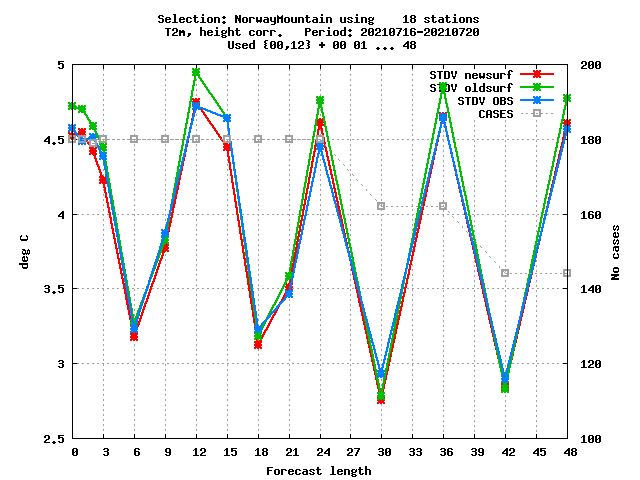 Selection: NorwayMountain using    18 stations
T2m, height corr.   Period: 20210716-20210720
Used {00,12} + 00 01 ... 48
5
200
STDV newsurf
STDV oldsurf
STDV OBS
CASES
4.5
180
4
160
deg C
No cases
3.5
140
3
120
2.5
100
0 3 6 9 12 15 18 21 24 27 30 33 36 39 42 45 48
Forecast length